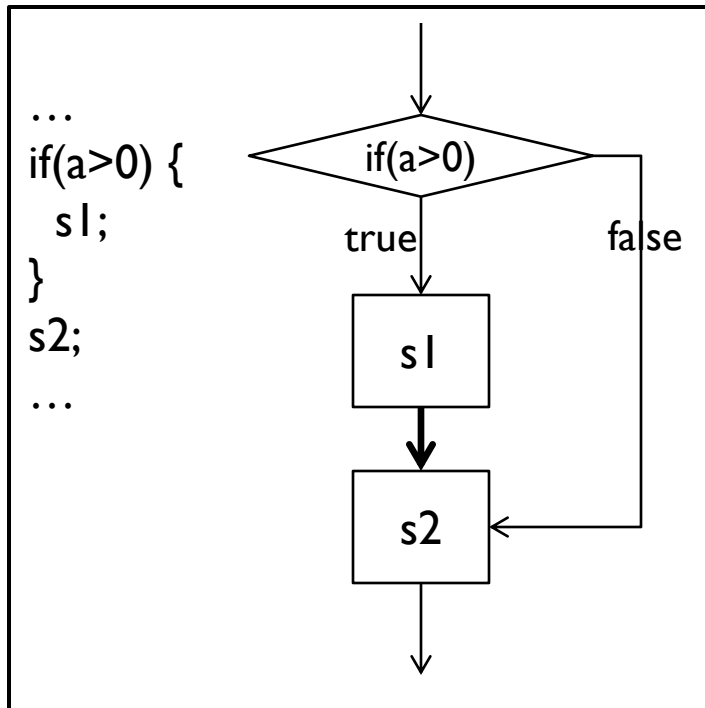 …
if(a>0) {
s1;
}
s2;
…
if(a>0)
true
false
s1
s2